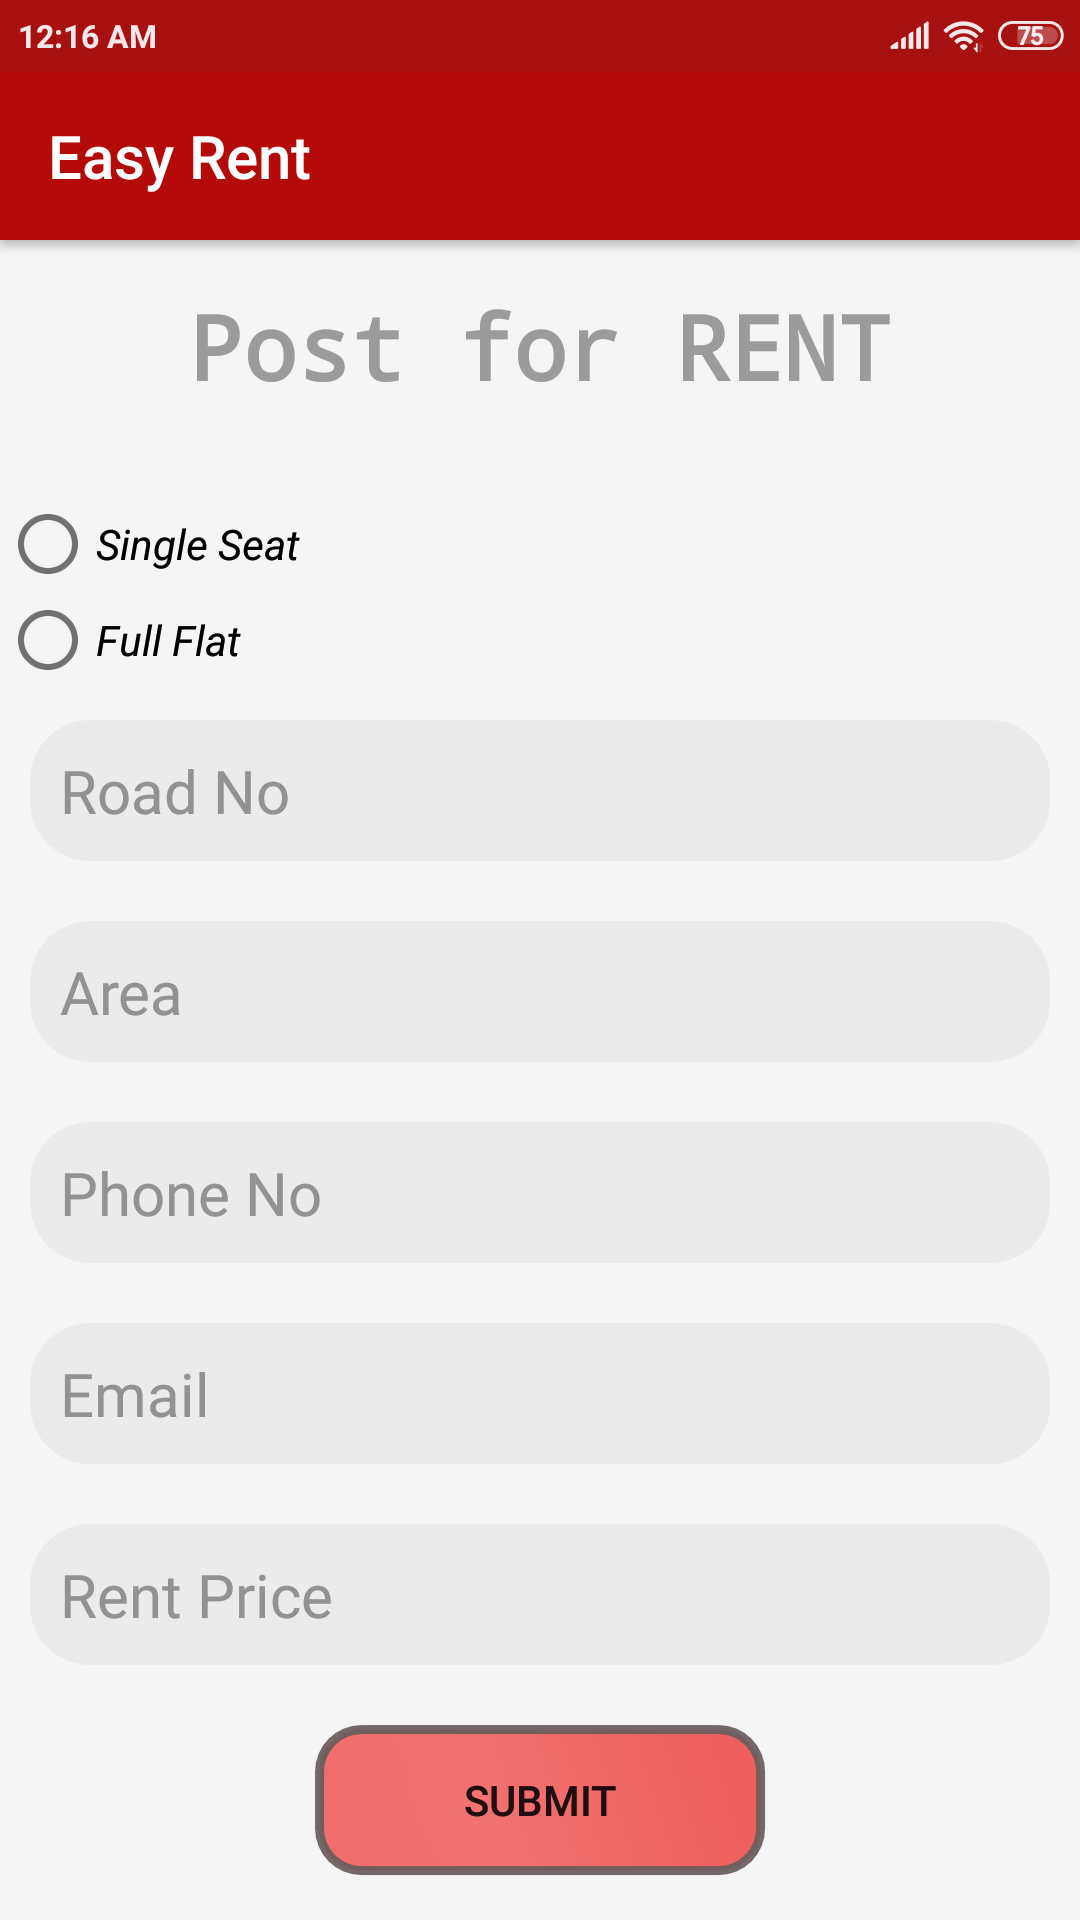 12:16 AM 75
Easy Rent
Post for RENT
Single Seat
Full Flat
Road No
Area
Phone No
Email
Rent Price
SUBMIT